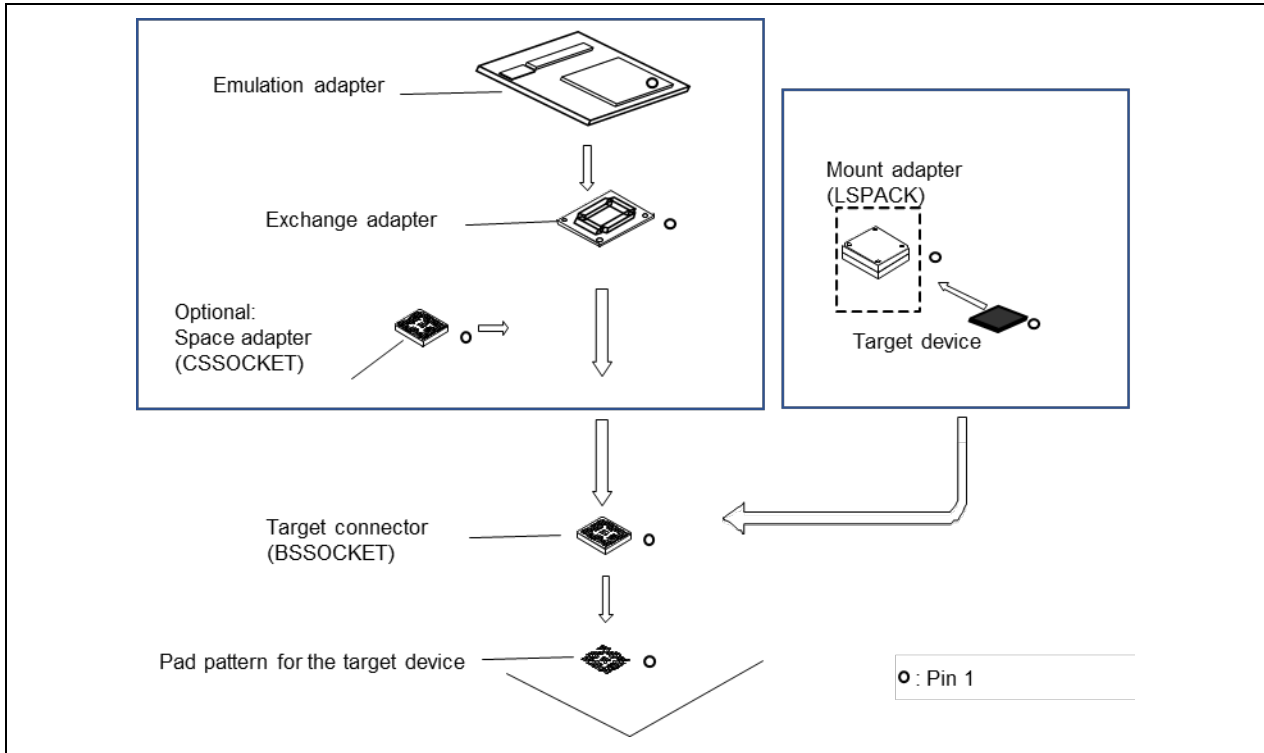 Emulation adapter
Exchange adapter
Optional:
Space adapter
(CSSOCKET)
Mount adapter
(LSPACK)
Target device
Target connector
(BSSOCKET)
Pad pattern for the target device
: Pin 1